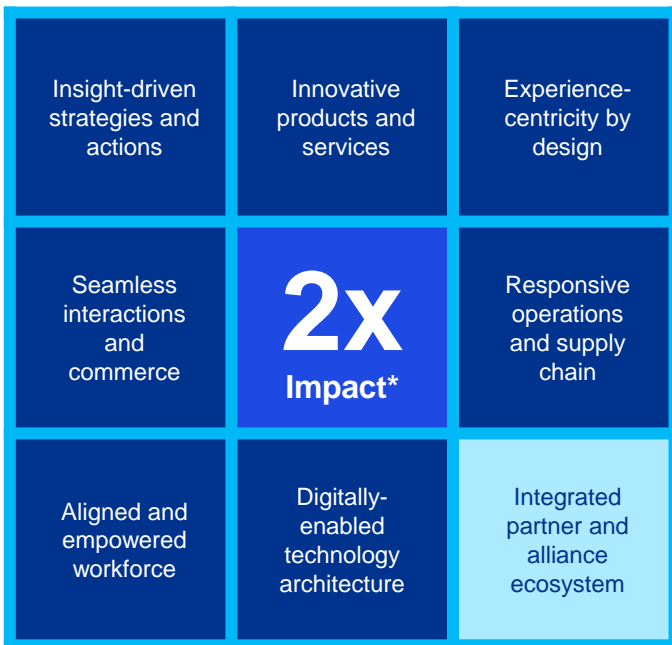 Insight-driven
strategies and
actions
Innovative
products and
services
Experience-
centricity by
design
Seamless
interactions
and
commerce
2x
Impact*
Responsive
operations
and supply
chain
Aligned and
empowered
workforce
Digitally-
enabled
technology
architecture
Integrated
partner and
alliance
ecosystem